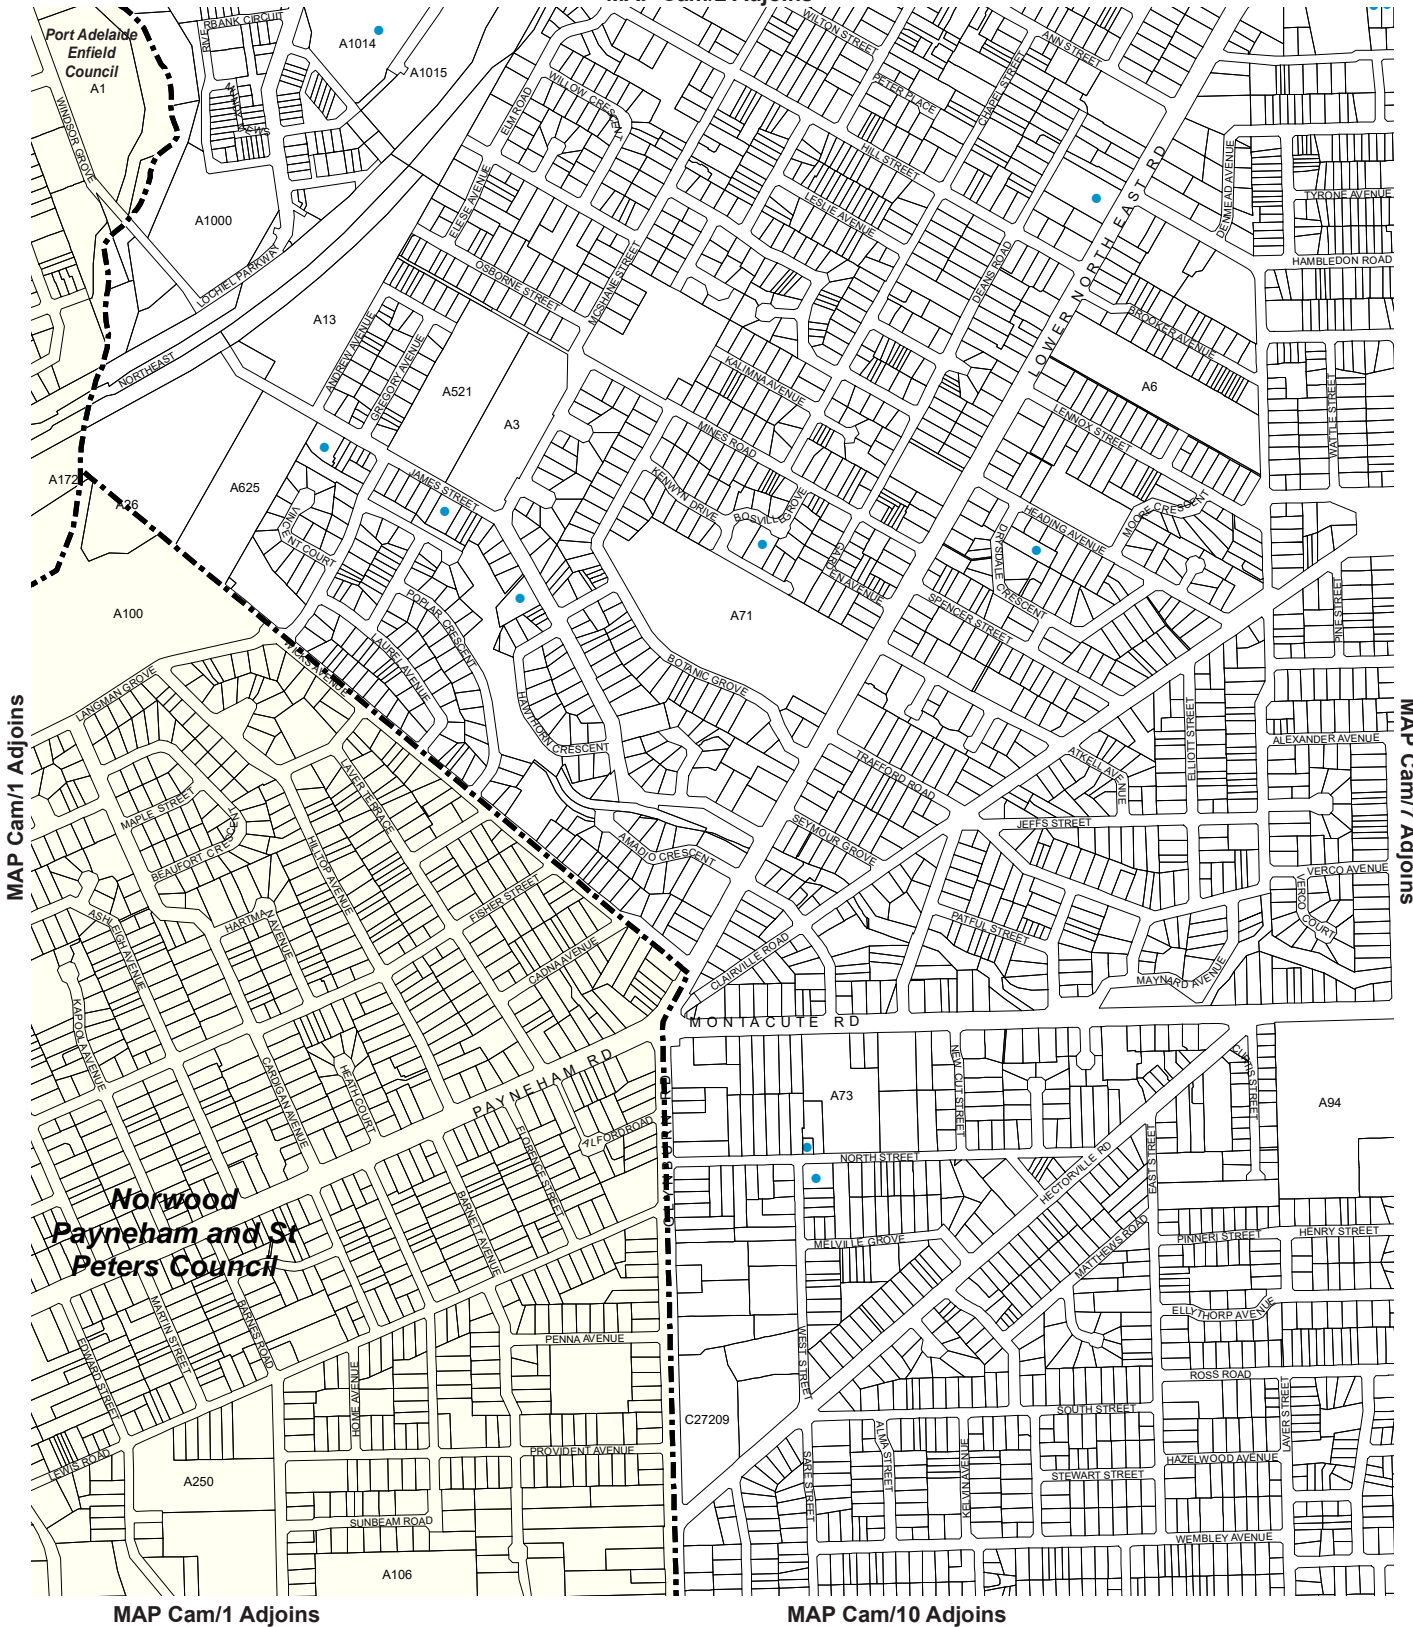 Port Adelaide
Enfield
Council
A1
A1014
A1015
WILTON STREET
ANN STREET
PETER PLACE
CHAPEL STREET
WILLOW CRESCENT
ELM ROAD
WINDSOR GROVE
HILL STREET
LOWER NORTH EAST RD
DENMEAD AVENUE
TYRONE AVENUE
ELESE AVENUE
LESLIE AVENUE
A1000
LOCHIEL PARKWAY
OSBORNE STREET
MCSHANE STREET
DEANS ROAD
HAMBLEDON ROAD
A13
BROOKER AVENUE
NORTHEAST
ANDREW AVENUE
GREGORY AVENUE
A521
A3
KALIMNA AVENUE
A6
LENNOX STREET
WATTLE STREET
MINES ROAD
A172
A26
A625
JAMES STREET
KENWYN DRIVE
BOSVILLE GROVE
MOORE CRESCENT
HEADING AVENUE
DRYSDALE CRESCENT
VINCENT COURT
GARDEN AVENUE
A100
POPLAR CRESCENT
A71
SPENCER STREET
PINE STREET
LAUREL AVENUE
WICKS AVENUE
LANGMAN GROVE
BOTANIC GROVE
HAWTHORN CRESCENT
ELLIOTT STREET
ALEXANDER AVENUE
MAP Cam/1 Adjoins
MAP Cam/7 Adjoins
ATKELL AVENUE
TRAFFORD ROAD
LAVER TERRACE
MAPLE STREET
BEAUFORT CRESCENT
HILLTOP AVENUE
AMADIO CRESCENT
SEYMOUR GROVE
JEFFS STREET
VERCO AVENUE
VERCO COURT
FISHER STREET
HARTMAN AVENUE
ASHLEIGH AVENUE
PATFUL STREET
CADNA AVENUE
CLAIRVILLE ROAD
MAYNARD AVENUE
KAPOOLA AVENUE
MONTACUTE RD
CARDIGAN AVENUE
HEATH COURT
PAYNEHAM RD
NEW CUT STREET
CURTIS STREET
A73
A94
ALFORD ROAD
FLORENCE STREET
NORTH STREET
HECTORVILLE RD
EAST STREET
Norwood
Payneham and St
Peters Council
BARNETT AVENUE
MELVILLE GROVE
MATTHEWS ROAD
PINNERI STREET
HENRY STREET
MARTIN STREET
BARNES ROAD
EDWARD STREET
ELLYTHORP AVENUE
PENNA AVENUE
WEST STREET
HOME AVENUE
ROSS ROAD
C27209
SOUTH STREET
LAVER STREET
LEWIS ROAD
PROVIDENT AVENUE
SARE STREET
ALMA STREET
KELVIN AVENUE
HAZELWOOD AVENUE
STEWART STREET
A250
SUNBEAM ROAD
WEMBLEY AVENUE
A106
MAP Cam/1 Adjoins
MAP Cam/10 Adjoins